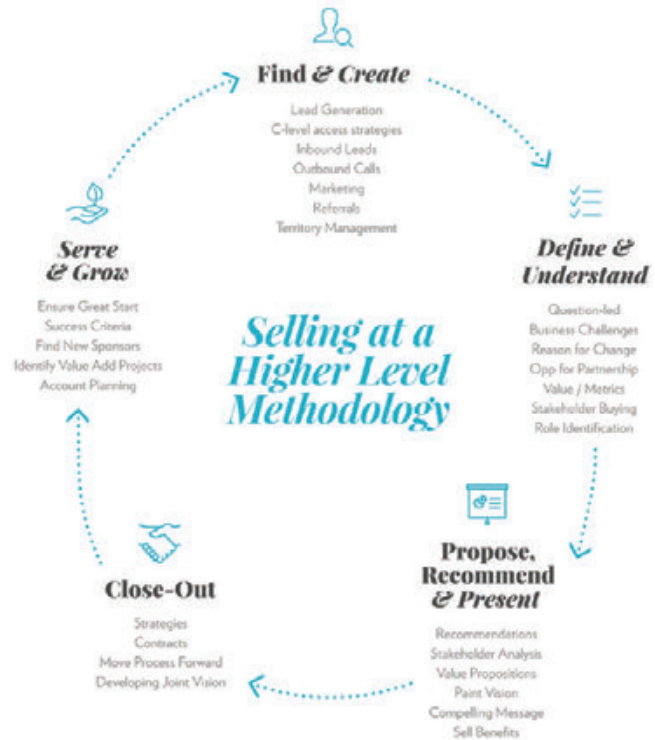 Find & Create
Lead Generation
C-level access strategies
Inbound Leads
Outbound Calls
Marketing
Referrals
Territory Management
Define &
Understand
Question-led
Business Challenges
Reason for Change
Opp for Partnership
Value / Metrics
Stakeholder Buying
Role Identification
Propose,
Recommend
& Present
Recommendations
Stakeholder Analysis
Value Propositions
Paint Vision
Compelling Message
Sell Benefits
Close-Out
Strategies
Contracts
Move Process Forward
Developing Joint Vision
Serve
& Grow
Ensure Great Start
Success Criteria
Find New Sponsors
Identify Value Add Projects
Account Planning
Selling at a
Higher Level
Methodology